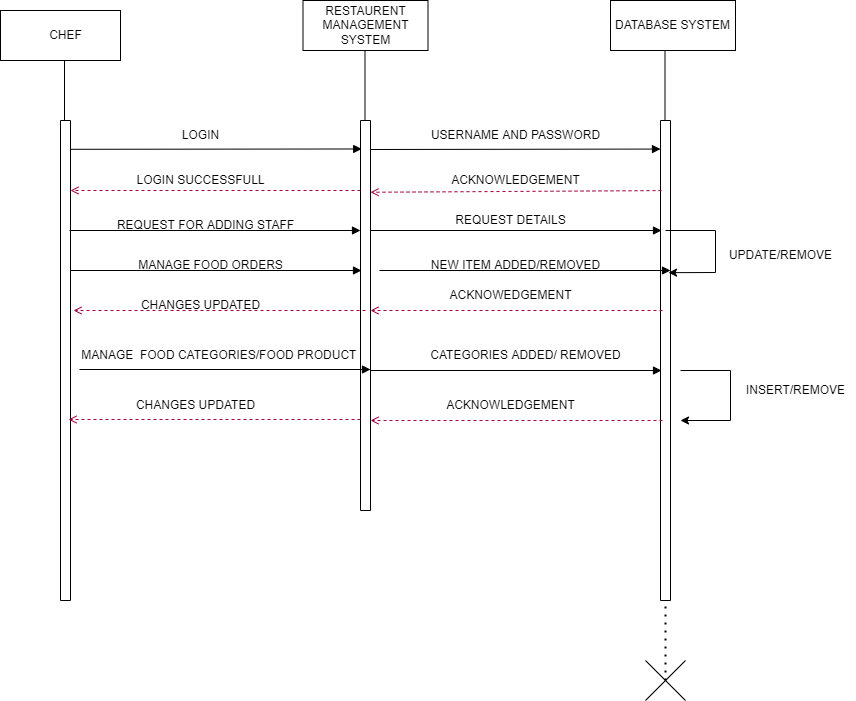 CHEF
RESTAURENT
MANAGEMENT
SYSTEM
DATABASE SYSTEM
LOGIN
USERNAME AND PASSWORD
LOGIN SUCCESSFULL
ACKNOWLEDGEMENT
REQUEST FOR ADDING STAFF
REQUEST DETAILS
UPDATE/REMOVE
MANAGE FOOD ORDERS
NEW ITEM ADDED/REMOVED
CHANGES UPDATED
ACKNOWEDGEMENT
MANAGE  FOOD CATEGORIES/FOOD PRODUCT
CATEGORIES ADDED/ REMOVED
INSERT/REMOVE
CHANGES UPDATED
ACKNOWLEDGEMENT